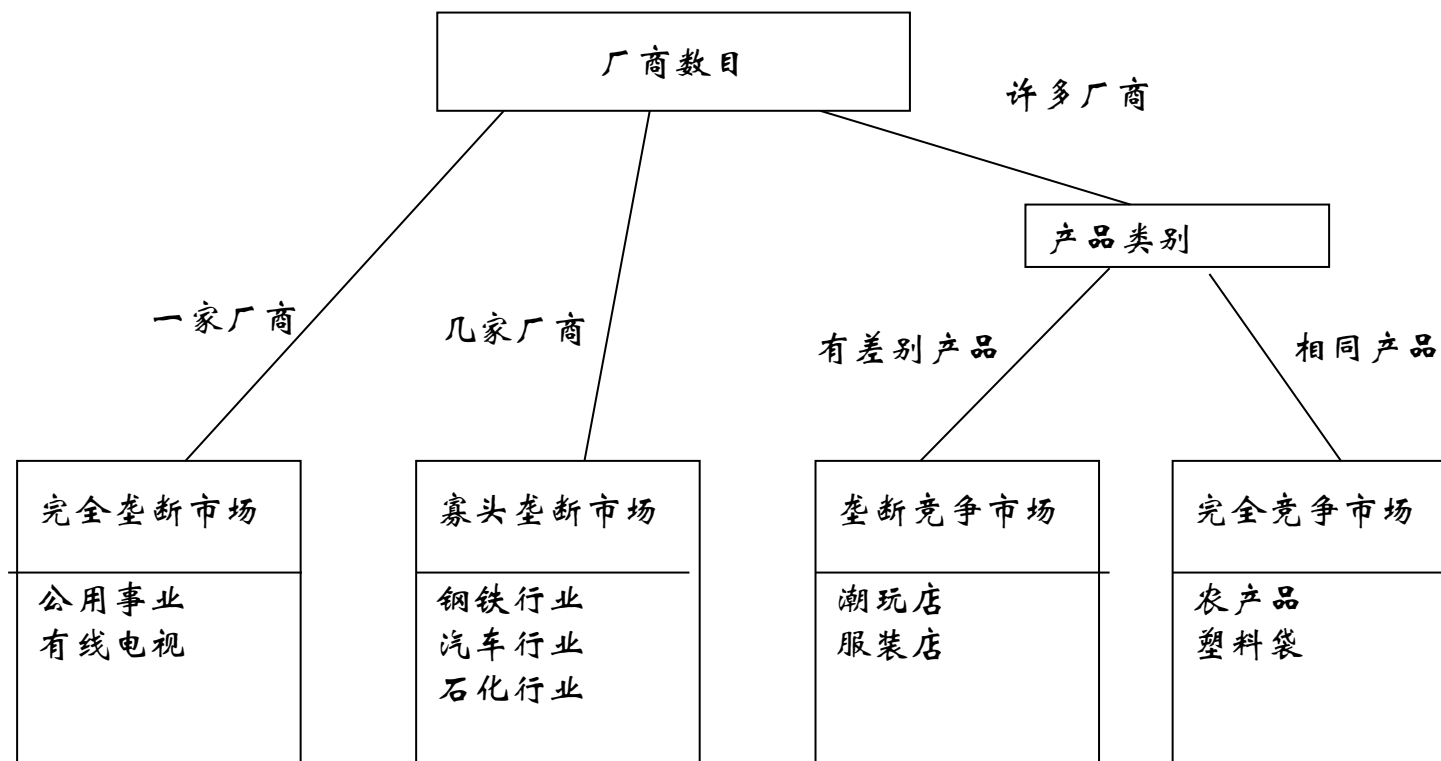 厂商数目
许多厂商
产品类别
一家厂商
几家厂商
有差别产品
相同产品
完全垄断市场
公用事业
有线电视
寡头垄断市场
钢铁行业
汽车行业
石化行业
垄断竞争市场
潮玩店
服装店
完全竞争市场
农产品
塑料袋